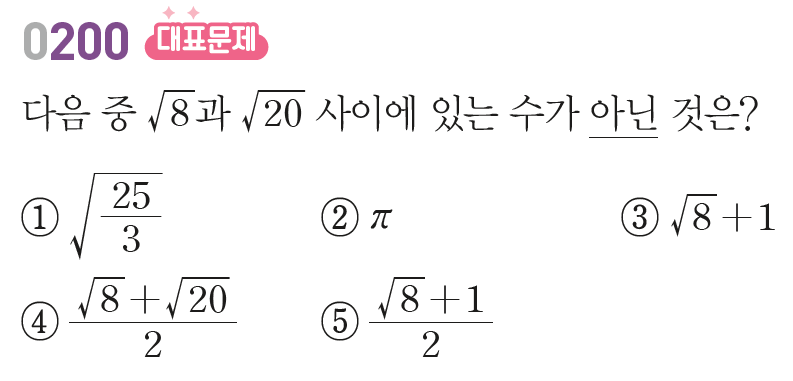 0200 대표문제
다음 중 √8과 √20 사이에 있는 수가 아닌 것은?
① √(25/3) ② π ③ √8+1
④ (√8+√20)/2 ⑤ (√8+1)/2